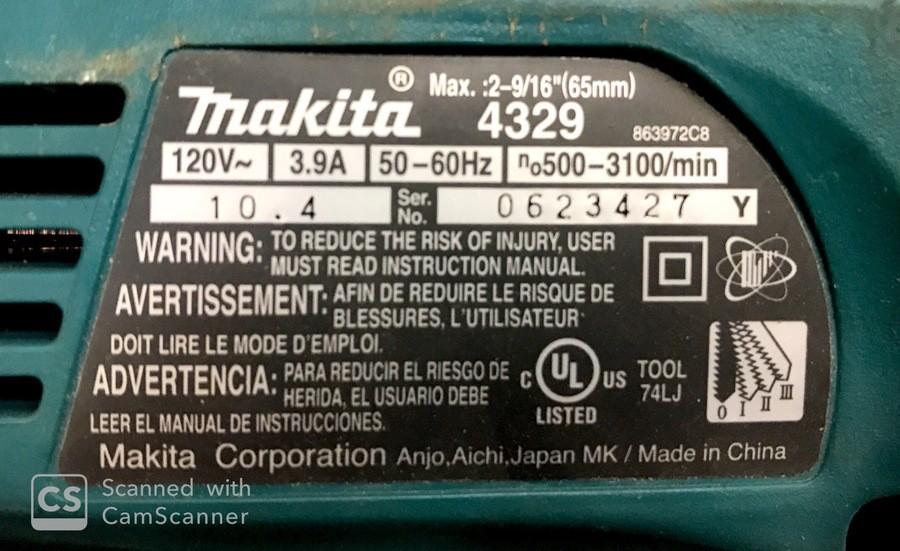 Makita® Max. :2-9/16"(65mm)
4329 863972C8
120V~ 3.9A 50-60Hz n₀500-3100/min
10.4 Ser. No. 0623427 Y
WARNING: TO REDUCE THE RISK OF INJURY, USER
MUST READ INSTRUCTION MANUAL.
AVERTISSEMENT: AFIN DE REDUIRE LE RISQUE DE
BLESSURES, L'UTILISATEUR
DOIT LIRE LE MODE D'EMPLOI.
ADVERTENCIA: PARA REDUCIR EL RIESGO DE
HERIDA, EL USUARIO DEBE
LEER EL MANUAL DE INSTRUCCIONES.
C UL US
LISTED
TOOL
74LJ
0 I II III
Makita Corporation Anjo,Aichi,Japan MK / Made in China
CS Scanned with
CamScanner